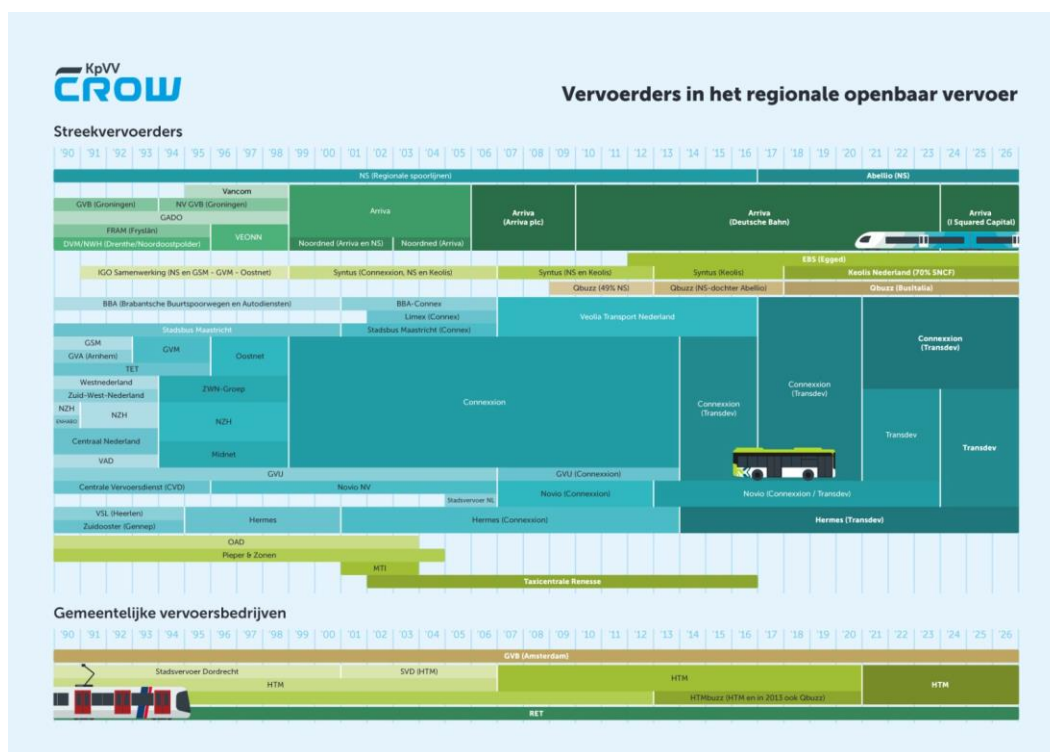 KpVV
CROW
Vervoerders in het regionale openbaar vervoer
Streekvervoerders
'90 '91 '92 '93 '94 '95 '96 '97 '98 '99 '00 '01 '02 '03 '04 '05 '06 '07 '08 '09 '10 '11 '12 '13 '14 '15 '16 '17 '18 '19 '20 '21 '22 '23 '24 '25 '26
NS (Regionale spoorlijnen) Abellio (NS)
Vancom
GVB (Groningen) NV GVB (Groningen)
GADO
Arriva
Arriva
(Arriva plc)
Arriva
(Deutsche Bahn)
Arriva
(I Squared Capital)
FRAM (Fryslân)
DVM/NWH (Drenthe/Noordoostpolder)
VEONN
Noordned (Arriva en NS) Noordned (Arriva)
EBS (Egged)
IGO Samenwerking (NS en GSM - GVM - Oostnet) Syntus (Connexxion, NS en Keolis) Syntus (NS en Keolis) Syntus (Keolis) Keolis Nederland (70% SNCF)
Qbuzz (49% NS) Qbuzz (NS-dochter Abellio) Qbuzz (BusItalia)
BBA (Brabantse Buurtspoorwegen en Autodiensten) BBA-Connex
Limex (Connex)
Stadsbus Maastricht Stadsbus Maastricht (Connex)
Veolia Transport Nederland
GSM
GVA (Arnhem)
GVM
Oostnet
TET
Westnederland
Zuid-West-Nederland
ZWN-Groep
NZH
NZH
NZH
Centraal Nederland
VAD
Midnet
Connexxion
Connexxion
(Transdev)
Connexxion
(Transdev)
Connexxion
(Transdev)
Transdev
Transdev
GVU GVU (Connexxion)
Centrale Vervoersdienst (CVD) Novio NV
Stadsvervoer NL
Novio (Connexxion) Novio (Connexxion / Transdev)
VSL (Heerlen)
Zuidooster (Gennep)
Hermes Hermes (Connexxion) Hermes (Transdev)
OAD
Pieper & Zonen
MTI
Taxicentrale Renesse
Gemeentelijke vervoersbedrijven
'90 '91 '92 '93 '94 '95 '96 '97 '98 '99 '00 '01 '02 '03 '04 '05 '06 '07 '08 '09 '10 '11 '12 '13 '14 '15 '16 '17 '18 '19 '20 '21 '22 '23 '24 '25 '26
GVB (Amsterdam)
Stadsvervoer Dordrecht SVD (HTM)
HTM
HTM
HTM
HTMbuzz (HTM en in 2013 ook Qbuzz)
RET